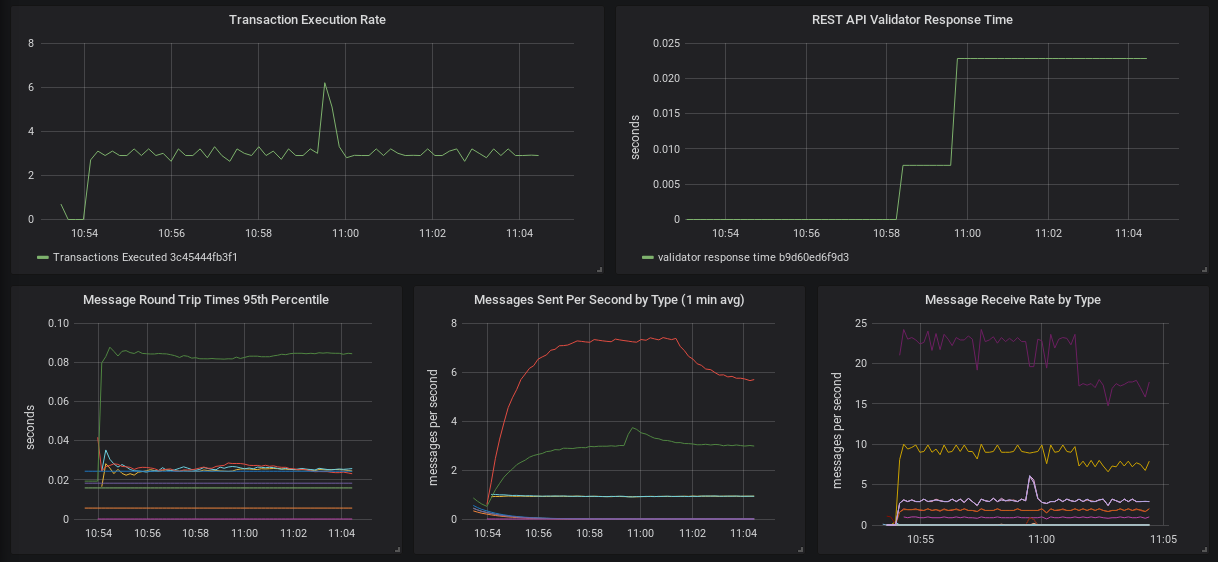 Transaction Execution Rate
8
6
4
2
0
10:54 10:56 10:58 11:00 11:02 11:04
Transactions Executed 3c45444fb3f1
REST API Validator Response Time
seconds
0.025
0.020
0.015
0.010
0.005
0
10:54 10:56 10:58 11:00 11:02 11:04
validator response time b9d60ed6f9d3
Message Round Trip Times 95th Percentile
seconds
0.10
0.08
0.06
0.04
0.02
0
10:54 10:56 10:58 11:00 11:02 11:04
Messages Sent Per Second by Type (1 min avg)
messages per second
8
6
4
2
0
10:54 10:56 10:58 11:00 11:02 11:04
Message Receive Rate by Type
messages per second
25
20
15
10
5
0
10:55 11:00 11:05